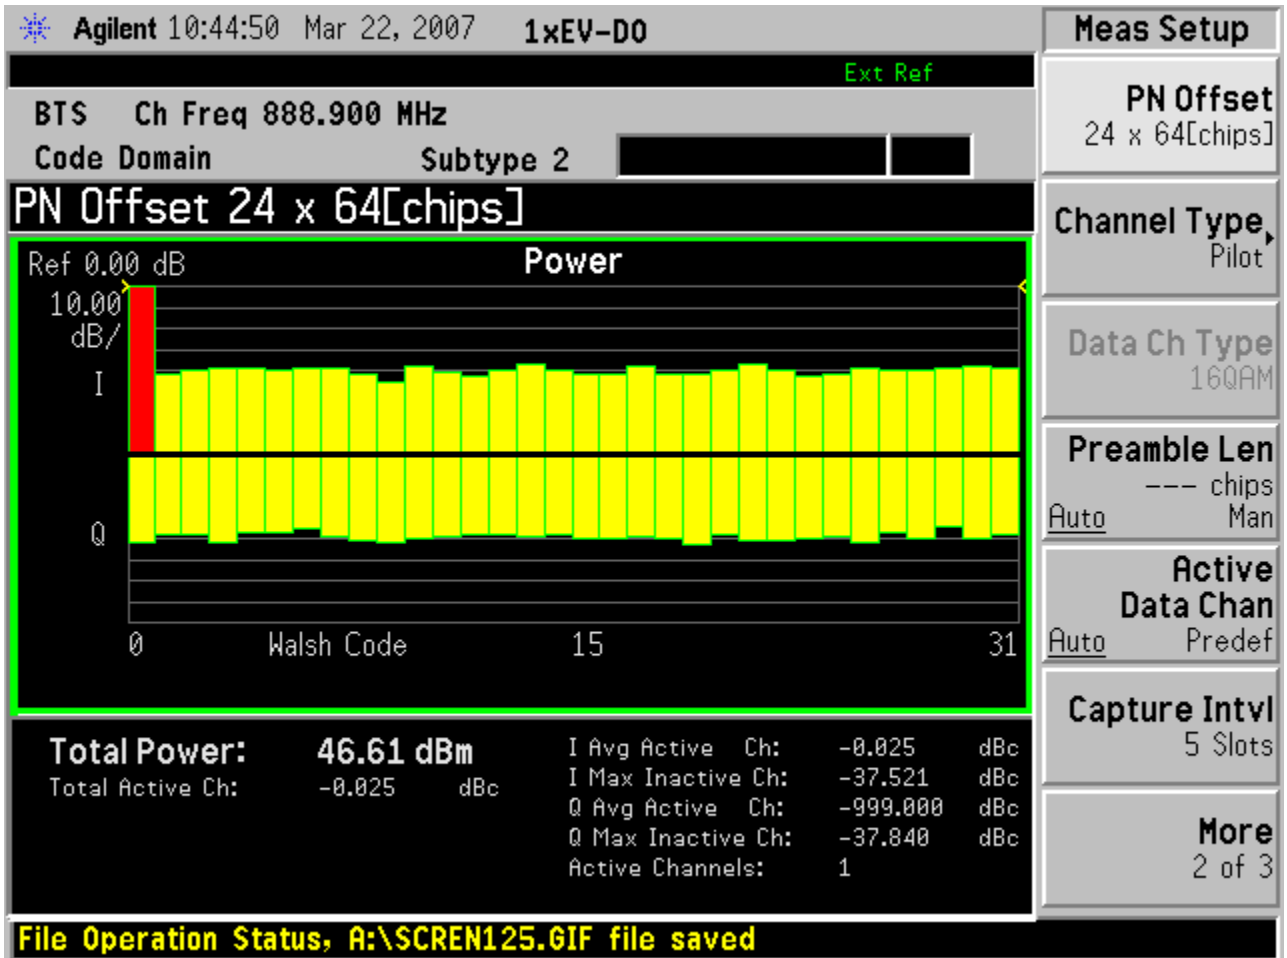 Agilent 10:44:50 Mar 22, 2007 1xEV-DO
Ext Ref
BTS Ch Freq 888.900 MHz
Code Domain Subtype 2
PN Offset 24 x 64[chips]
Ref 0.00 dB Power
10.00
dB/
I
Q
0 Walsh Code 15 31
Total Power: 46.61 dBm
Total Active Ch: -0.025 dBc
I Avg Active Ch: -0.025 dBc
I Max Inactive Ch: -37.521 dBc
Q Avg Active Ch: -999.000 dBc
Q Max Inactive Ch: -37.840 dBc
Active Channels: 1
File Operation Status, A:\SCREN125.GIF file saved
Meas Setup
PN Offset
24 x 64[chips]
Channel Type
Pilot
Data Ch Type
16QAM
Preamble Len
--- chips
Auto Man
Active
Data Chan
Auto Predef
Capture Intvl
5 Slots
More
2 of 3